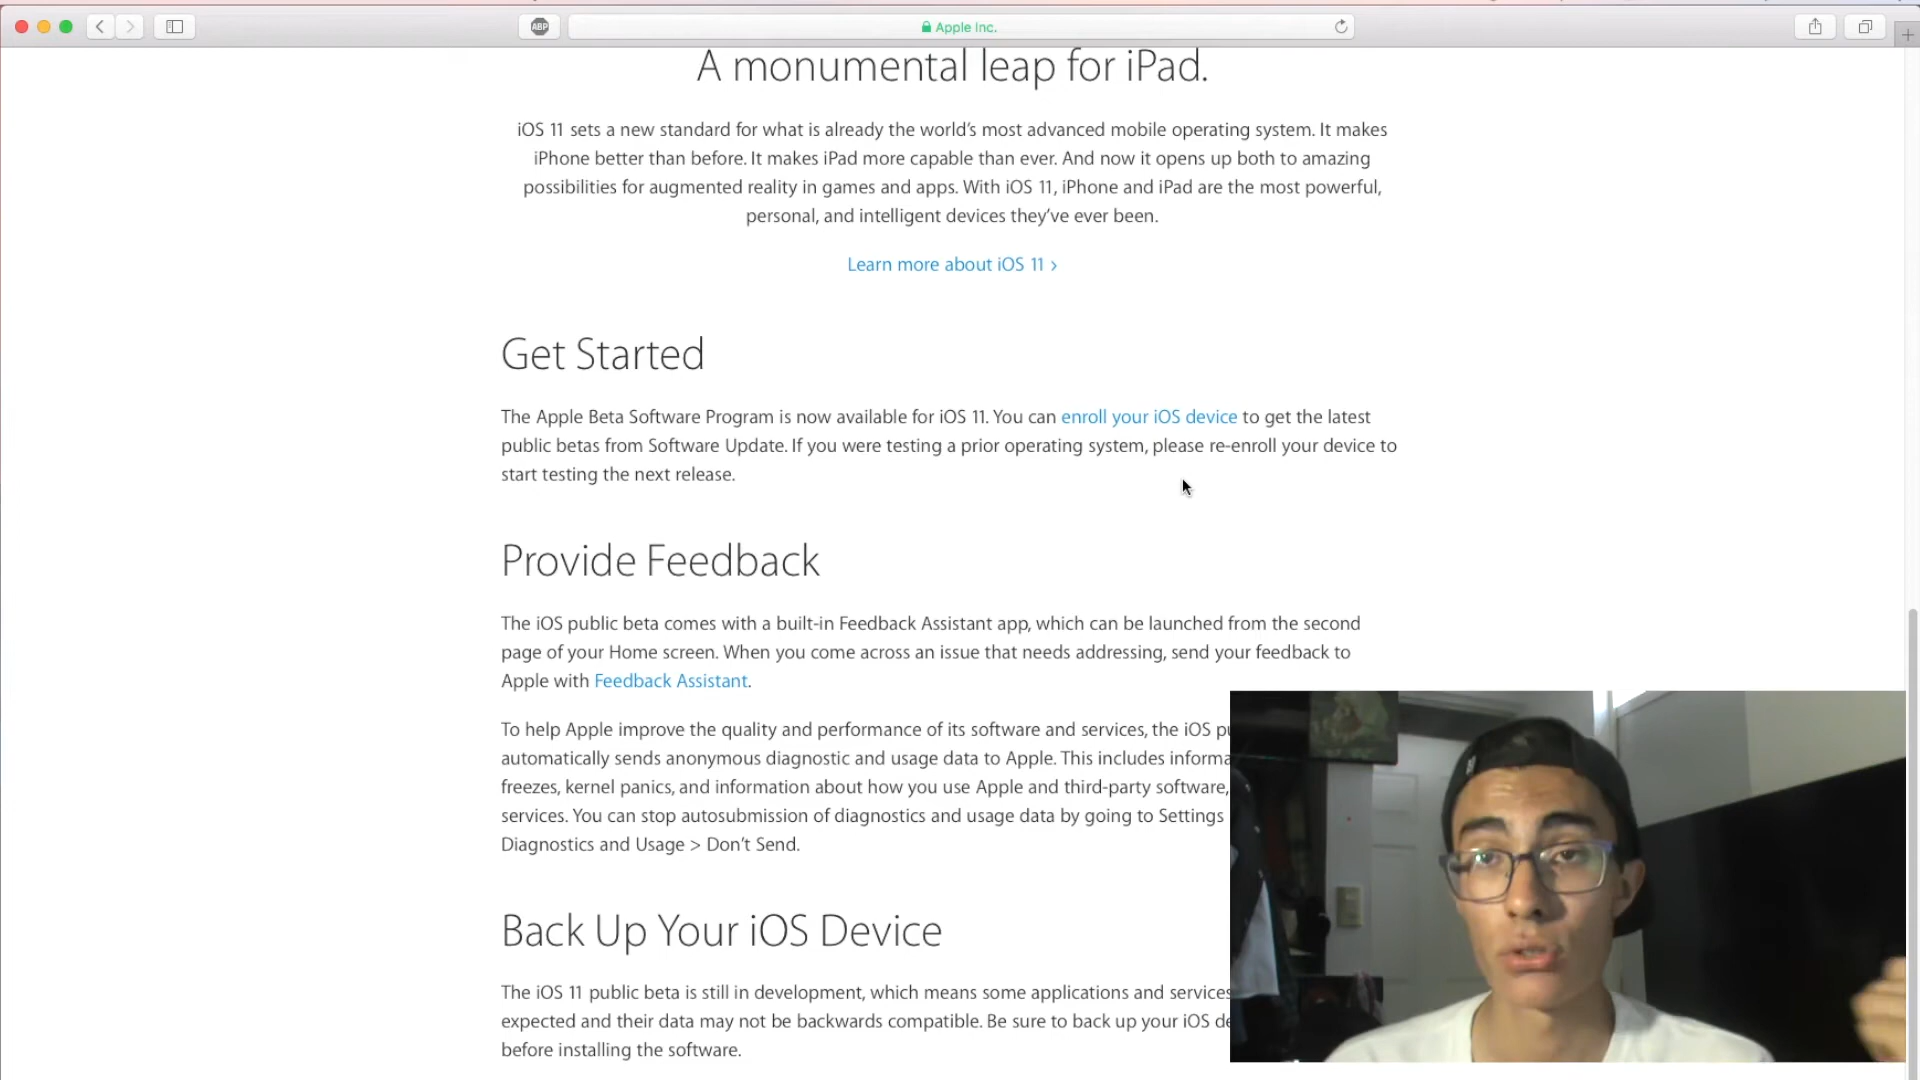 ABP
Apple Inc.
A monumental leap for iPad.
iOS 11 sets a new standard for what is already the world's most advanced mobile operating system. It makes
iPhone better than before. It makes iPad more capable than ever. And now it opens up both to amazing
possibilities for augmented reality in games and apps. With iOS 11, iPhone and iPad are the most powerful,
personal, and intelligent devices they've ever been.
Learn more about iOS 11 ›
Get Started
The Apple Beta Software Program is now available for iOS 11. You can enroll your iOS device to get the latest
public betas from Software Update. If you were testing a prior operating system, please re-enroll your device to
start testing the next release.
Provide Feedback
The iOS public beta comes with a built-in Feedback Assistant app, which can be launched from the second
page of your Home screen. When you come across an issue that needs addressing, send your feedback to
Apple with Feedback Assistant.
To help Apple improve the quality and performance of its software and services, the iOS
automatically sends anonymous diagnostic and usage data to Apple. This includes
freezes, kernel panics, and information about how you use Apple and third-party software,
services. You can stop autosubmission of diagnostics and usage data by going to Settings
Diagnostics and Usage > Don't Send.
Back Up Your iOS Device
The iOS 11 public beta is still in development, which means some applications and services
expected and their data may not be backwards compatible. Be sure to back up your iOS
before installing the software.